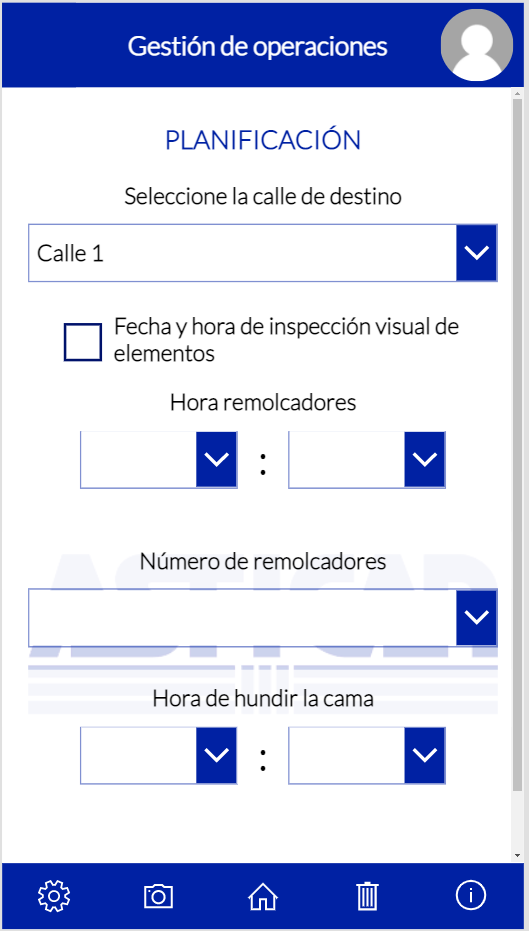 Gestión de operaciones
PLANIFICACIÓN
Seleccione la calle de destino
Calle 1
Fecha y hora de inspección visual de
elementos
Hora remolcadores
:
Número de remolcadores
ASTICAN
Hora de hundir la cama
: